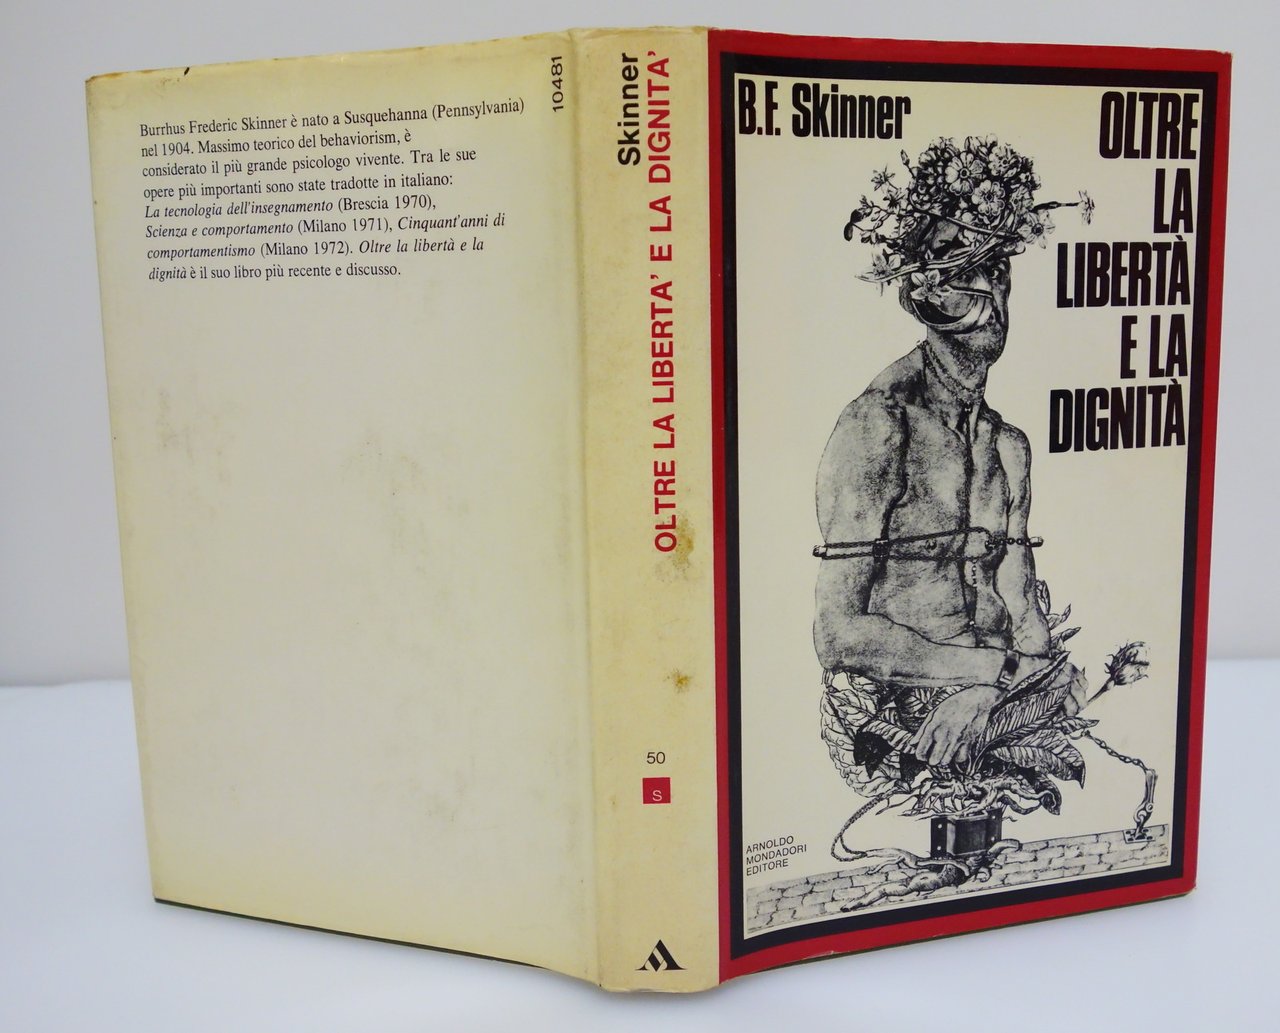 Burrhus Frederic Skinner è nato a Susquehanna (Pennsylvania)
nel 1904. Massimo teorico del behaviorism, è
considerato il più grande psicologo vivente. Tra le sue
opere più importanti sono state tradotte in italiano:
La tecnologia dell'insegnamento (Brescia 1970),
Scienza e comportamento (Milano 1971), Cinquant'anni di
comportamentismo (Milano 1972). Oltre la libertà e la
dignità è il suo libro più recente e discusso.
10481
Skinner
OLTRE LA LIBERTA' E LA DIGNITA'
50
S
B.F. Skinner
OLTRE
LA
LIBERTÀ
E LA
DIGNITÀ
ARNOLDO
MONDADORI
EDITORE